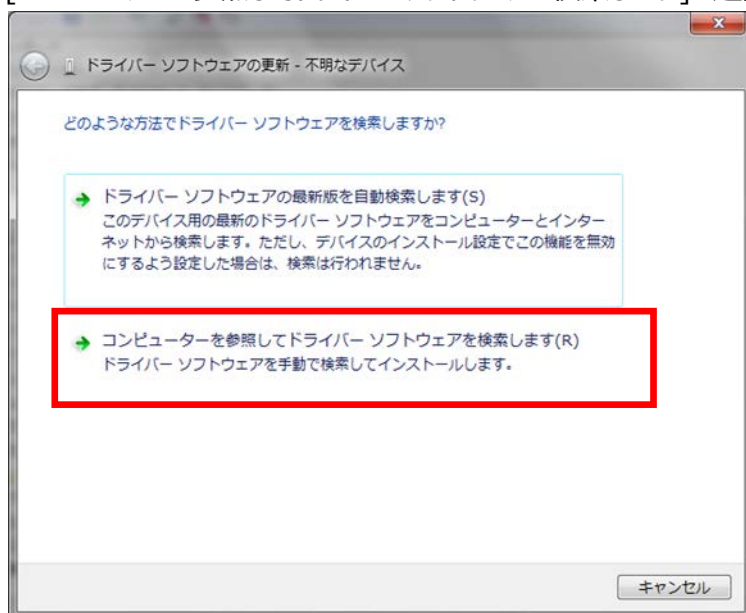 ドライバー ソフトウェアの更新 - 不明なデバイス
どのような方法でドライバー ソフトウェアを検索しますか?
ドライバー ソフトウェアの最新版を自動検索します(S)
このデバイス用の最新のドライバー ソフトウェアをコンピューターとインター
ネットから検索します。ただし、デバイスのインストール設定でこの機能を無効
にするよう設定した場合は、検索は行われません。
コンピューターを参照してドライバー ソフトウェアを検索します(R)
ドライバー ソフトウェアを手動で検索してインストールします。
キャンセル